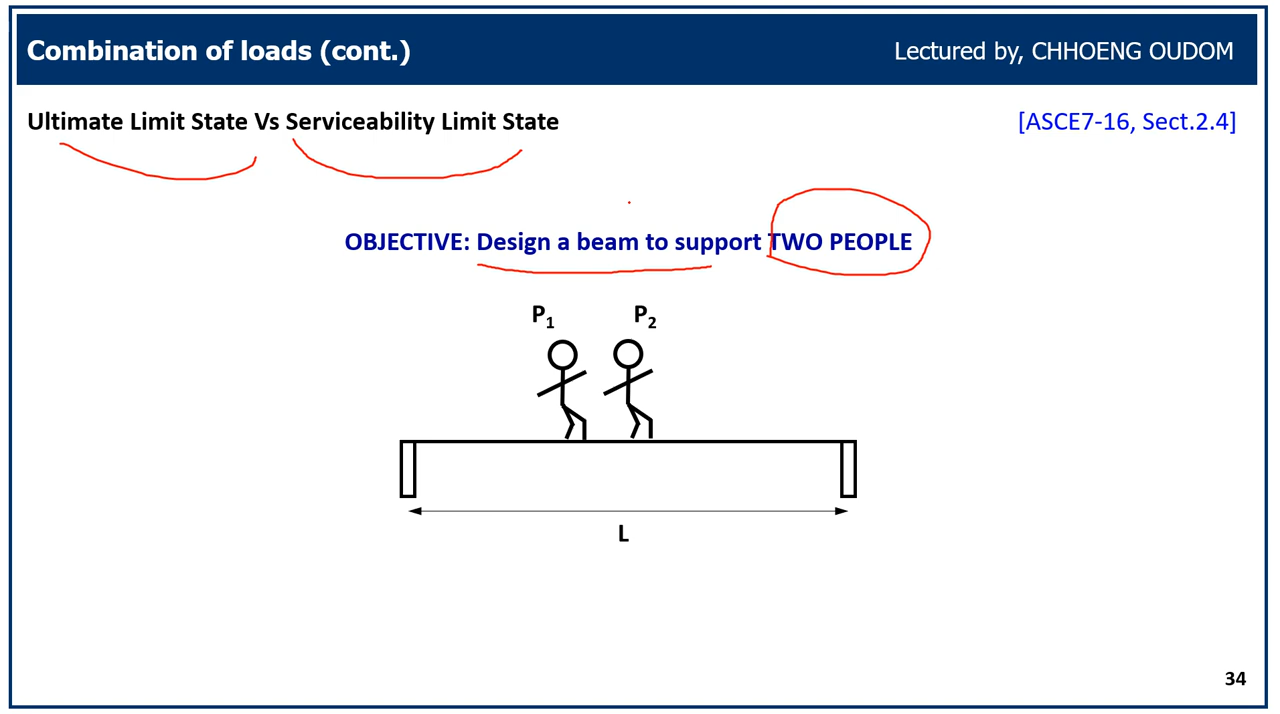 Combination of loads (cont.)
Lectured by, CHHOENG OUDOM
Ultimate Limit State Vs Serviceability Limit State
[ASCE7-16, Sect.2.4]
OBJECTIVE: Design a beam to support TWO PEOPLE
P1
P2
L
34